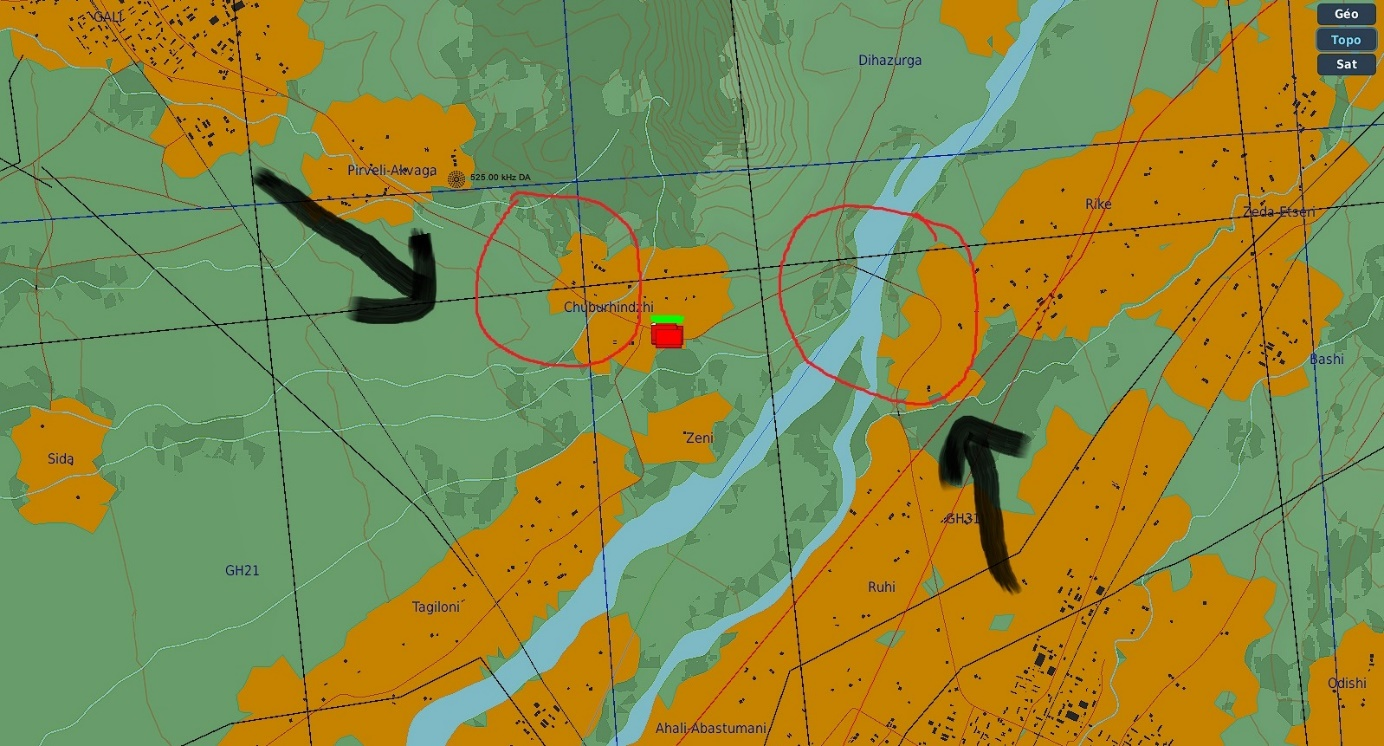 GALI
Géo
Topo
Sat
Dihazurga
Pirveli-Akvaga
525.00 kHz DA
Rike
Zeda-Etseri
Chuburhindzhi
Bashi
Zeni
Sida
GH31
GH21
Ruhi
Tagiloni
Odishi
Ahali-Abastumani